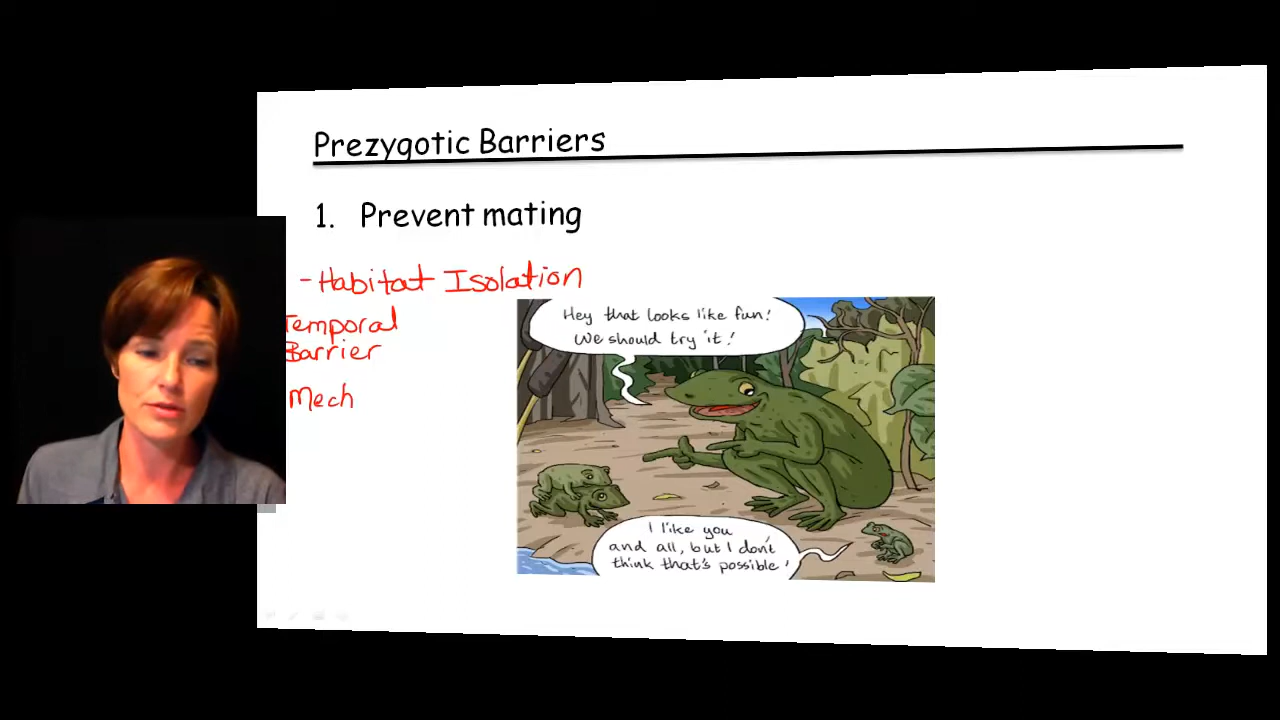 Prezygotic Barriers
1. Prevent mating
- Habitat Isolation
Temporal
Barrier
Mech
Hey that looks like fun!
We should try it!
I like you
and all, but I don't
think that's possible!